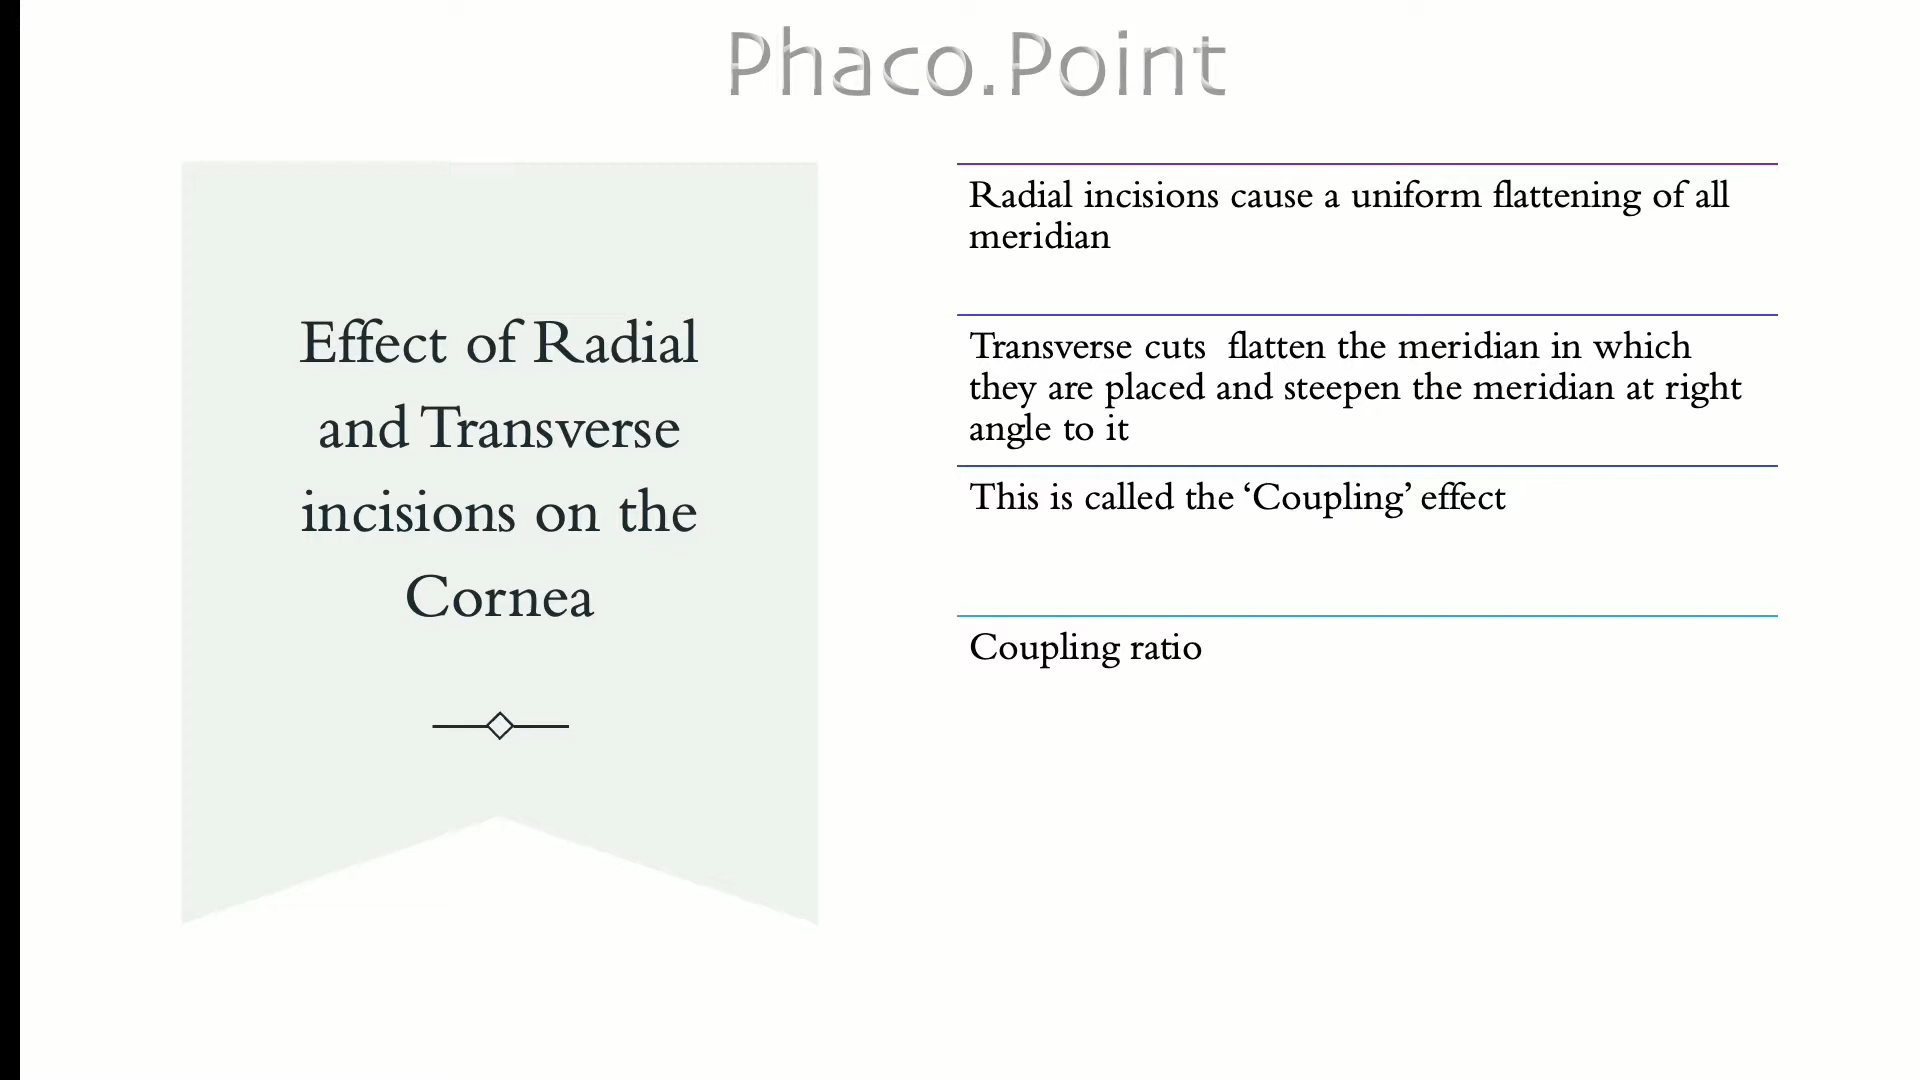 Phaco.Point
Effect of Radial
and Transverse
incisions on the
Cornea
Radial incisions cause a uniform flattening of all
meridian
Transverse cuts  flatten the meridian in which
they are placed and steepen the meridian at right
angle to it
This is called the ‘Coupling’ effect
Coupling ratio